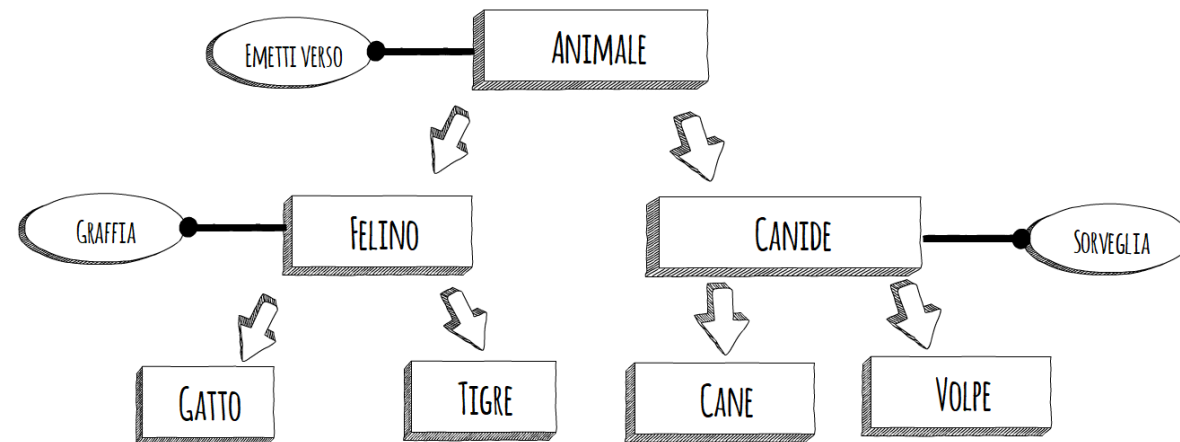 EMETTI VERSO
ANIMALE
GRAFFIA
FELINO
CANIDE
SORVEGLIA
GATTO
TIGRE
CANE
VOLPE